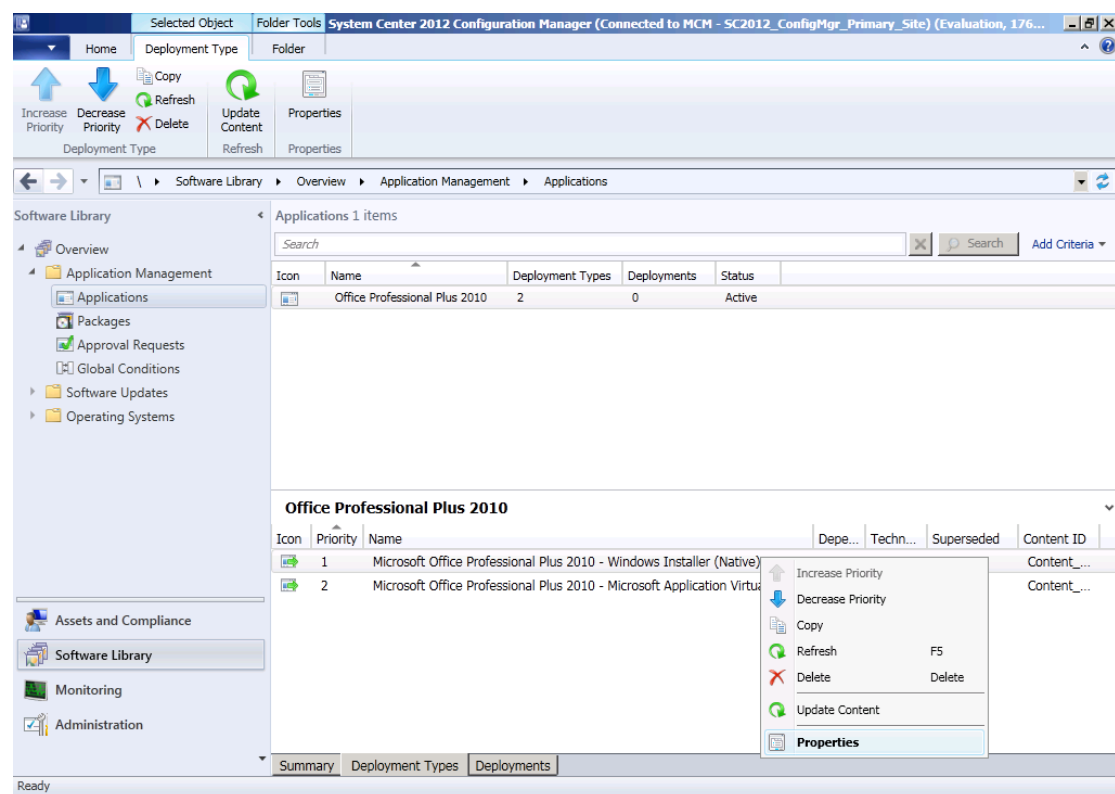 Selected Object Folder Tools System Center 2012 Configuration Manager (Connected to MCM - SC2012_ConfigMgr_Primary_Site) (Evaluation, 176...
Home Deployment Type Folder
Increase Priority
Decrease Priority
Copy
Refresh
Delete
Update Content
Properties
Deployment Type Refresh Properties
\ Software Library Overview Application Management Applications
Software Library
Overview
Application Management
Applications
Packages
Approval Requests
Global Conditions
Software Updates
Operating Systems
Assets and Compliance
Software Library
Monitoring
Administration
Applications 1 items
Search Search Add Criteria
Icon Name Deployment Types Deployments Status
Office Professional Plus 2010 2 0 Active
Office Professional Plus 2010
Icon Priority Name Depe... Techn... Superseded Content ID
1 Microsoft Office Professional Plus 2010 - Windows Installer (Native) Content_...
2 Microsoft Office Professional Plus 2010 - Microsoft Application Virtua Content_...
Increase Priority
Decrease Priority
Copy
Refresh F5
Delete Delete
Update Content
Properties
Summary Deployment Types Deployments
Ready